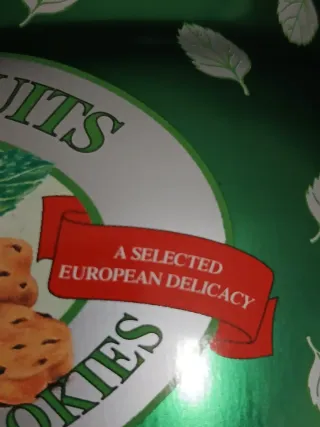 UITS
A SELECTED
EUROPEAN DELICACY
OKIES